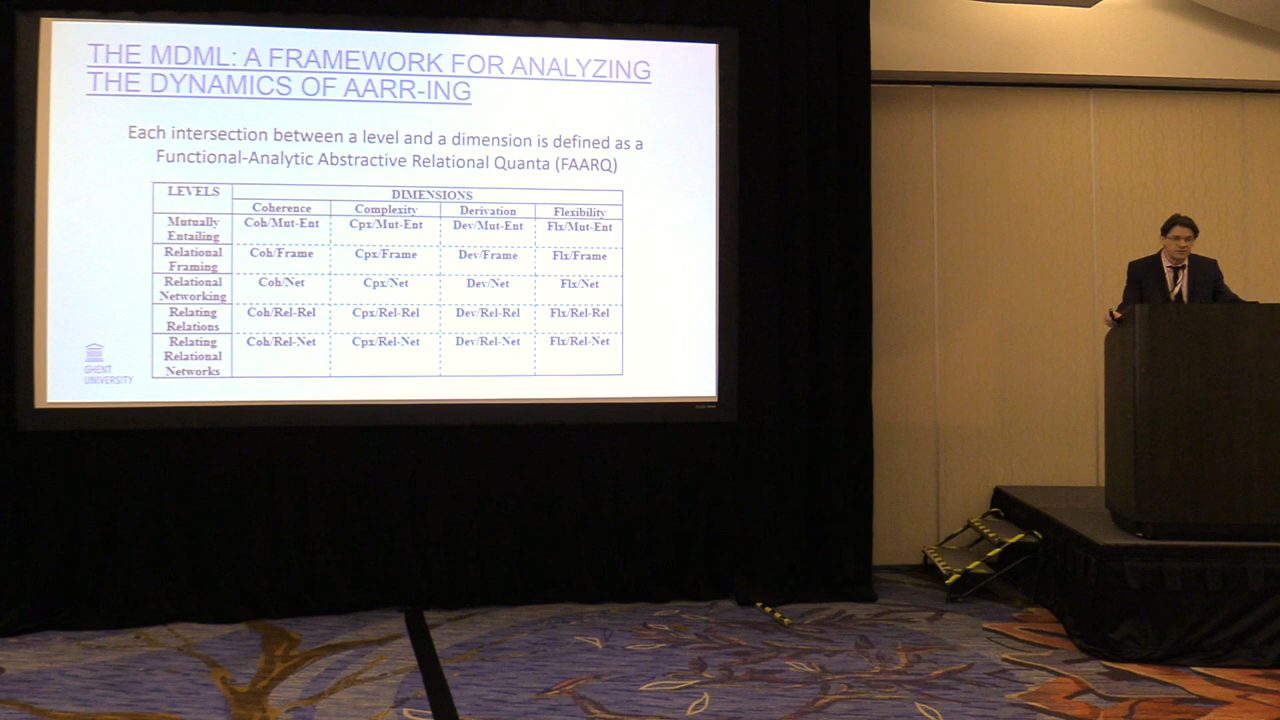 THE MDML: A FRAMEWORK FOR ANALYZING
THE DYNAMICS OF AARR-ING
Each intersection between a level and a dimension is defined as a
Functional-Analytic Abstractive Relational Quanta (FAARQ)
LEVELS DIMENSIONS
Coherence Complexity Derivation Flexibility
Mutually Entailing Coh/Mut-Ent Cpx/Mut-Ent Dev/Mut-Ent Flx/Mut-Ent
Relational Framing Coh/Frame Cpx/Frame Dev/Frame Flx/Frame
Relational Networking Coh/Net Cpx/Net Dev/Net Flx/Net
Relating Relations Coh/Rel-Rel Cpx/Rel-Rel Dev/Rel-Rel Flx/Rel-Rel
Relating Relational Networks Coh/Rel-Net Cpx/Rel-Net Dev/Rel-Net Flx/Rel-Net
GHENT
UNIVERSITY